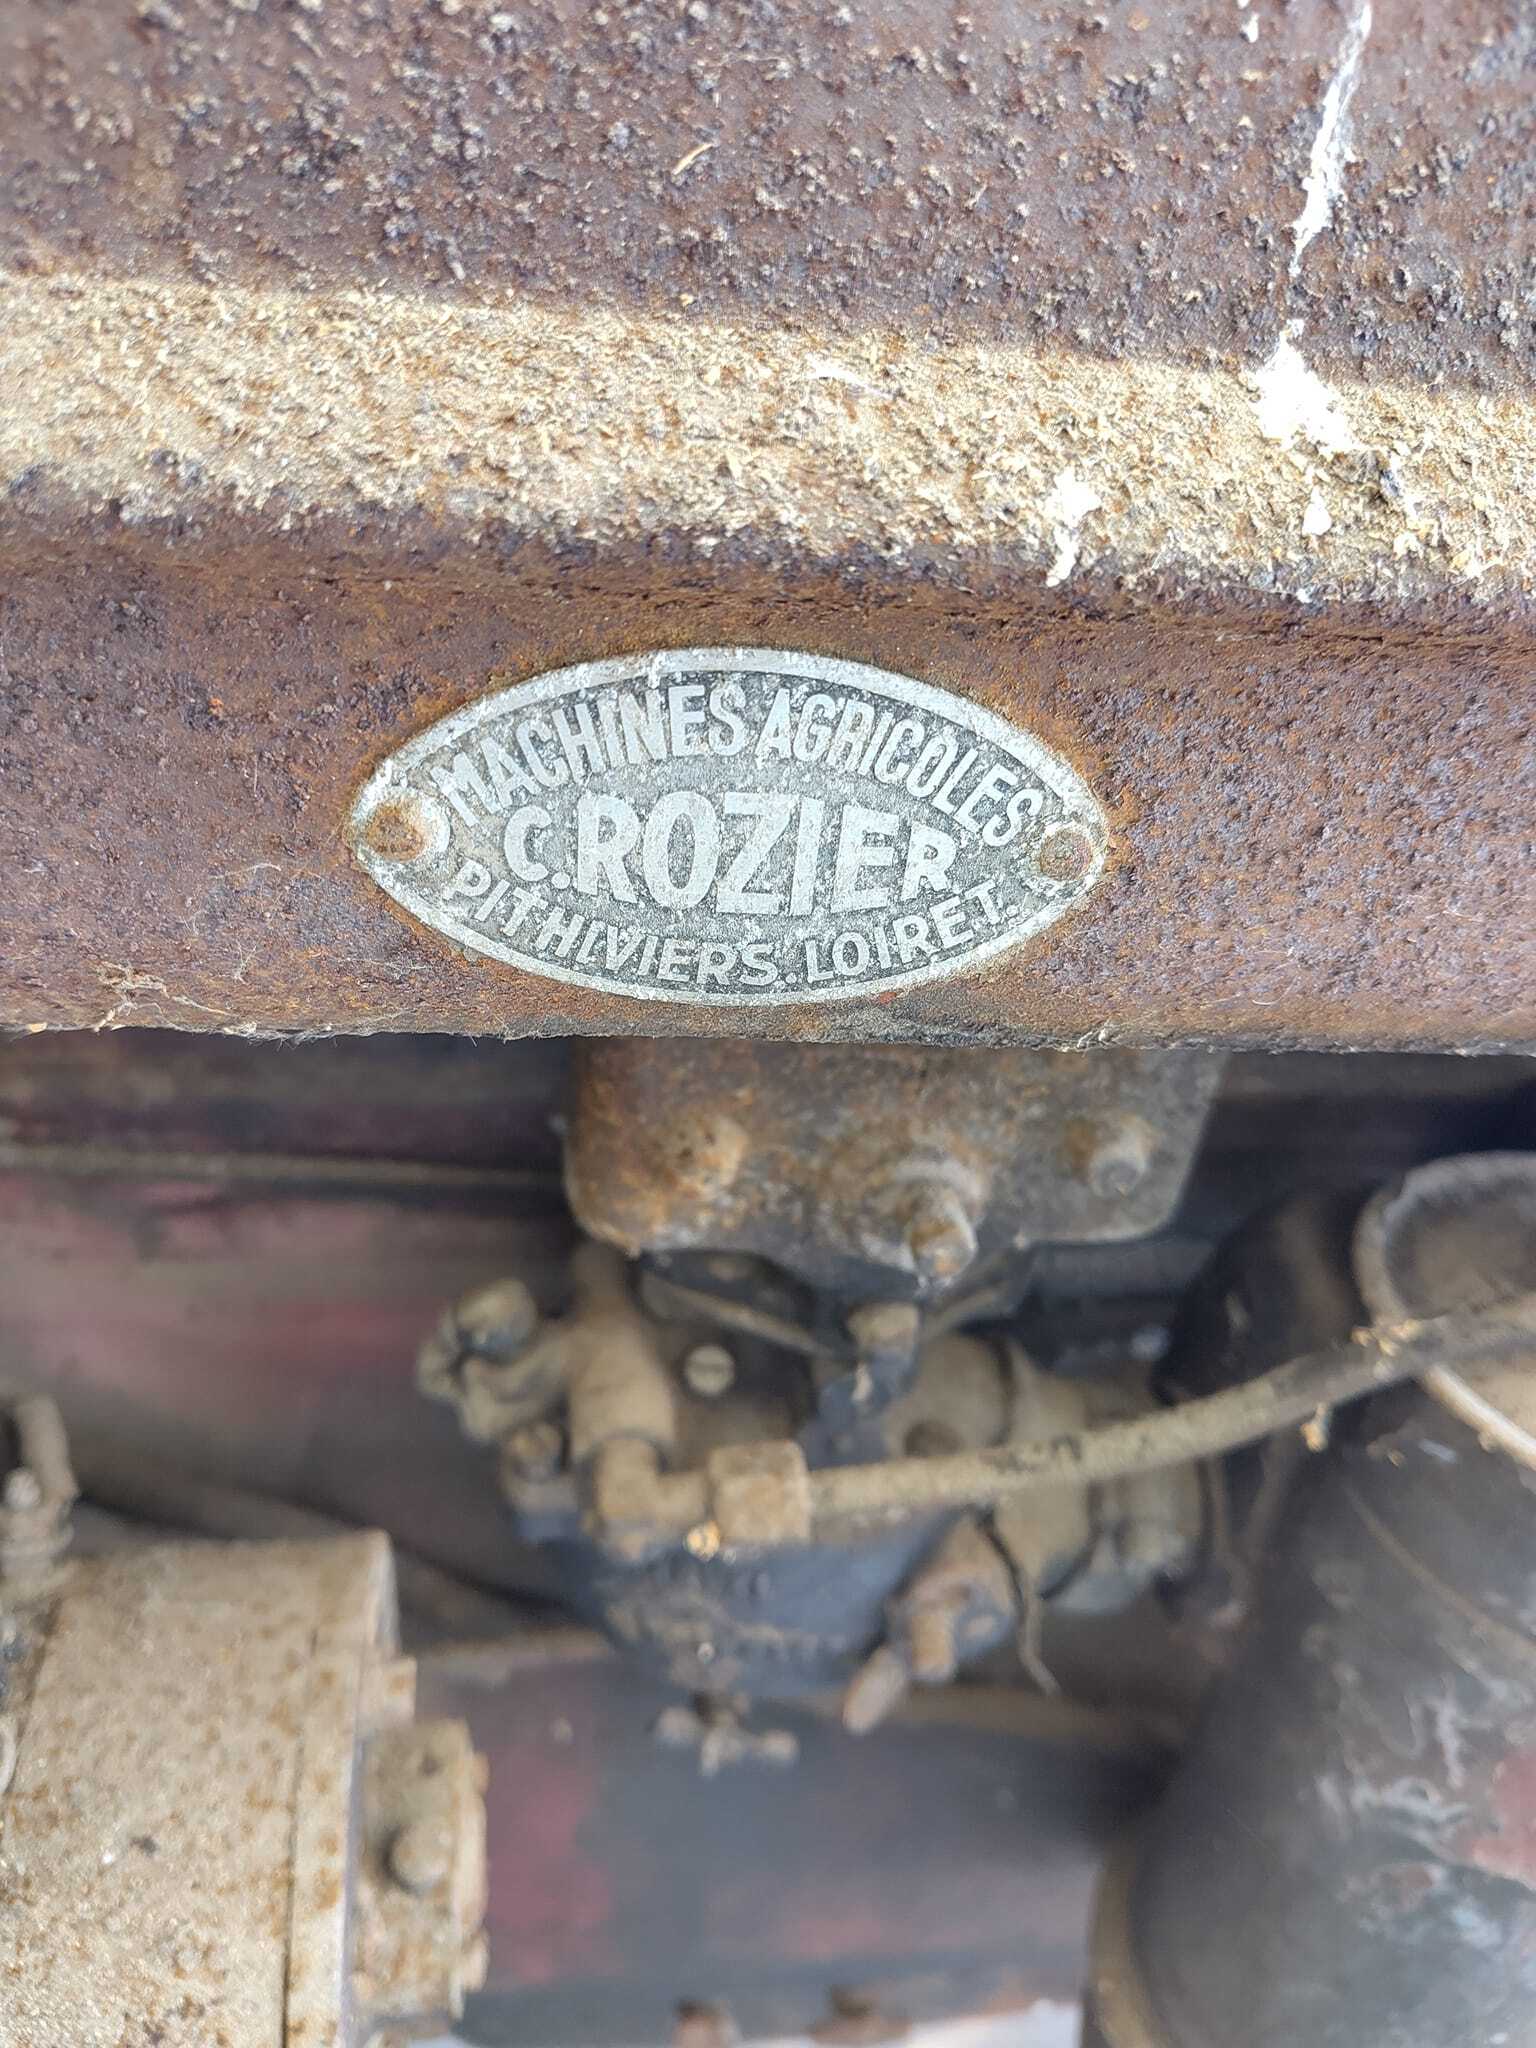 MACHINES AGRICOLES
C.ROZIER
PITHIVIERS.LOIRET.